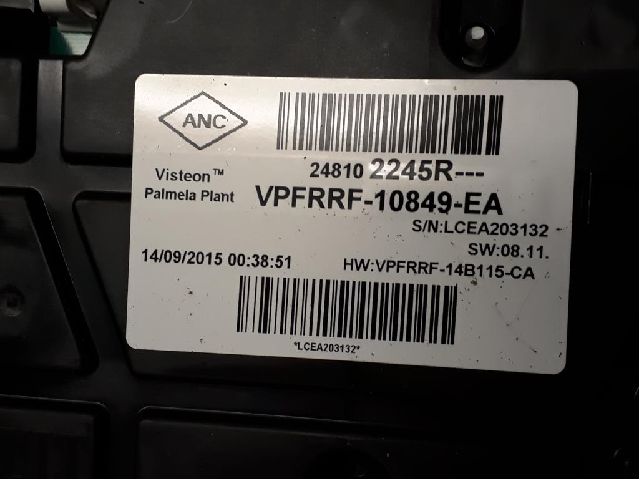 ANC
24810 2245R---
Visteon™
Palmela Plant
VPFRRF-10849-EA
S/N:LCEA203132
SW:08.11.
14/09/2015 00:38:51
HW:VPFRRF-14B115-CA
*LCEA203132*